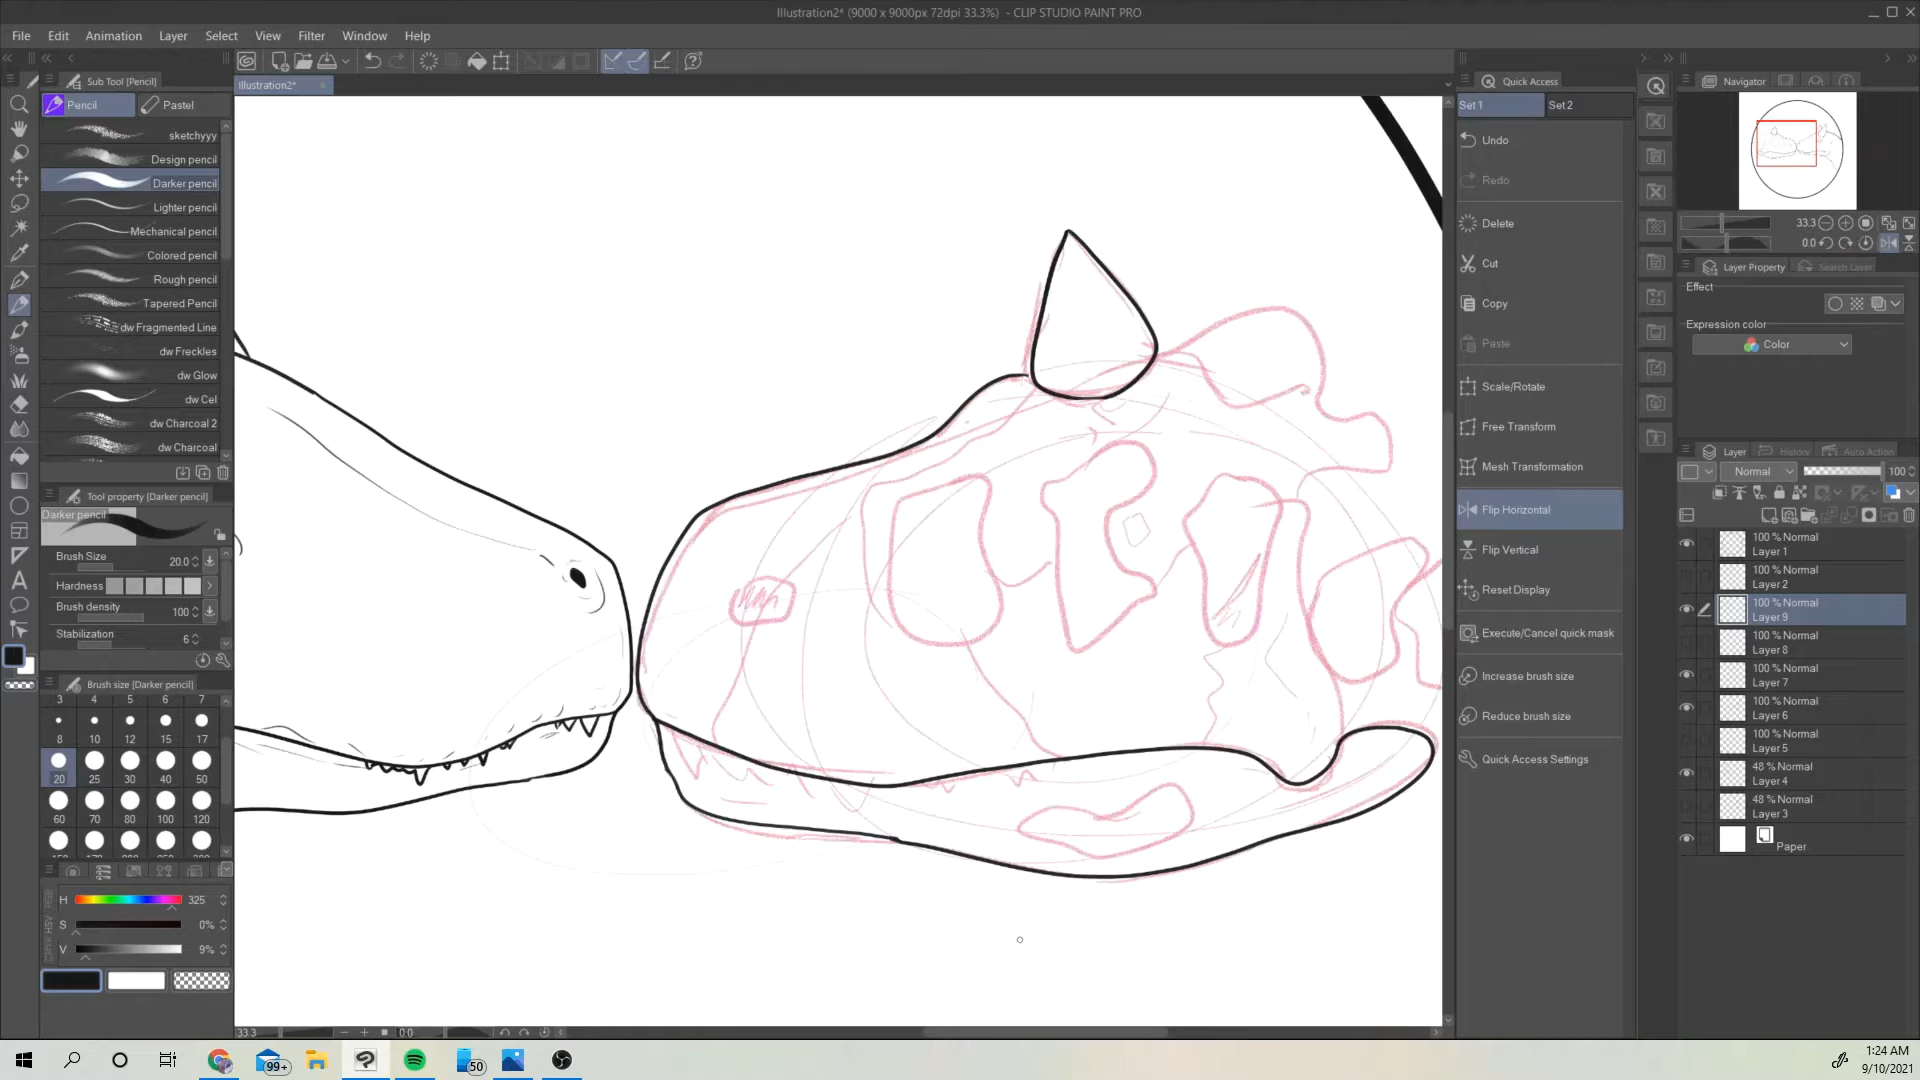 Illustration2* (9000 x 9000px 72dpi 33.3%) - CLIP STUDIO PAINT PRO
File Edit Animation Layer Select View Filter Window Help
Sub Tool [Pencil]
Pencil Pastel
sketchyyy
Design pencil
Darker pencil
Lighter pencil
Mechanical pencil
Colored pencil
Rough pencil
Tapered Pencil
dw Fragmented Line
dw Freckles
dw Glow
dw Cel
dw Charcoal 2
dw Charcoal
Tool property [Darker pencil]
Darker pencil
Brush Size 20.0
Hardness
Brush density 100
Stabilization 6
Brush size [Darker pencil]
3 4 5 6 7
8 10 12 15 17
20 25 30 40 50
60 70 80 100 120
H 325
S 0%
V 9%
Illustration2*
33.3 0.0
Quick Access
Set 1 Set 2
Undo
Redo
Delete
Cut
Copy
Paste
Scale/Rotate
Free Transform
Mesh Transformation
Flip Horizontal
Flip Vertical
Reset Display
Execute/Cancel quick mask
Increase brush size
Reduce brush size
Quick Access Settings
Navigator
33.3
0.0
Layer Property Search Layer
Effect
Expression color
Color
Layer History Auto Action
Normal 100
100 % Normal
Layer 1
100 % Normal
Layer 2
100 % Normal
Layer 9
100 % Normal
Layer 8
100 % Normal
Layer 7
100 % Normal
Layer 6
100 % Normal
Layer 5
48 % Normal
Layer 4
48 % Normal
Layer 3
Paper
99+
50
1:24 AM
9/10/2021